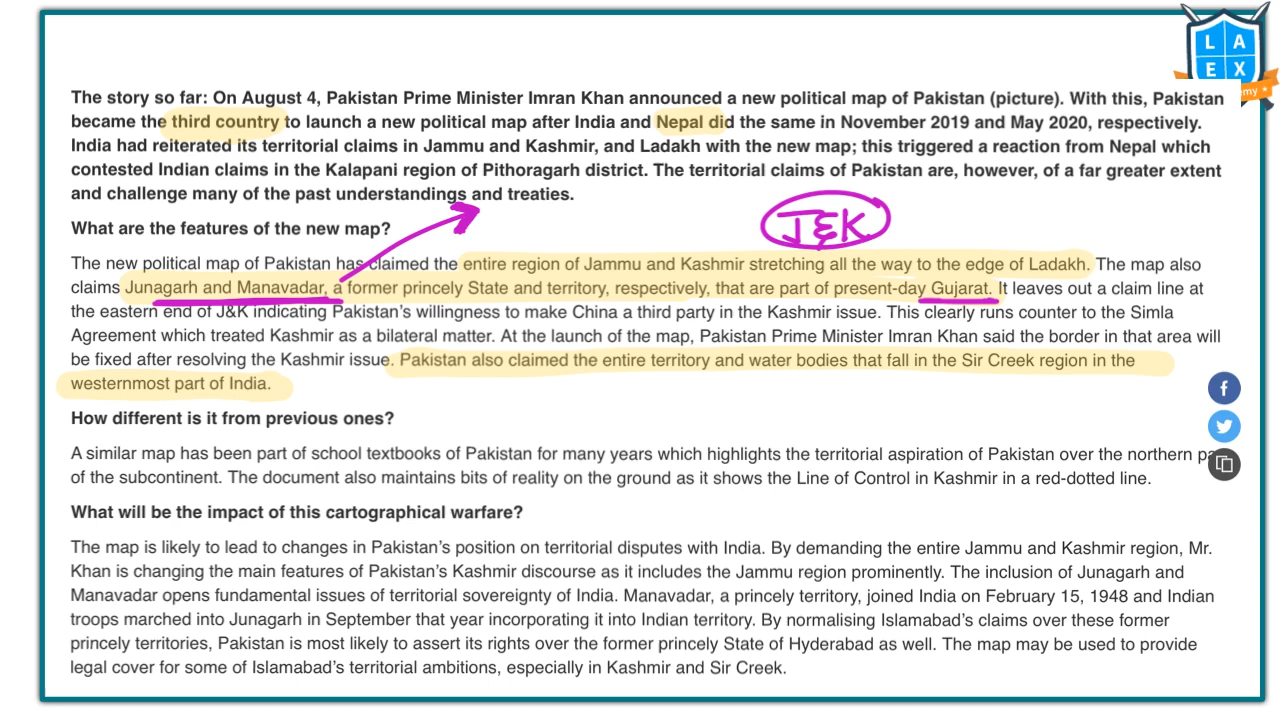 L A
E X
my
The story so far: On August 4, Pakistan Prime Minister Imran Khan announced a new political map of Pakistan (picture). With this, Pakistan
became the third country to launch a new political map after India and Nepal did the same in November 2019 and May 2020, respectively.
India had reiterated its territorial claims in Jammu and Kashmir, and Ladakh with the new map; this triggered a reaction from Nepal which
contested Indian claims in the Kalapani region of Pithoragarh district. The territorial claims of Pakistan are, however, of a far greater extent
and challenge many of the past understandings and treaties.
J&K
What are the features of the new map?
The new political map of Pakistan has claimed the entire region of Jammu and Kashmir stretching all the way to the edge of Ladakh. The map also
claims Junagarh and Manavadar, a former princely State and territory, respectively, that are part of present-day Gujarat. It leaves out a claim line at
the eastern end of J&K indicating Pakistan's willingness to make China a third party in the Kashmir issue. This clearly runs counter to the Simla
Agreement which treated Kashmir as a bilateral matter. At the launch of the map, Pakistan Prime Minister Imran Khan said the border in that area will
be fixed after resolving the Kashmir issue. Pakistan also claimed the entire territory and water bodies that fall in the Sir Creek region in the
westernmost part of India.
How different is it from previous ones?
A similar map has been part of school textbooks of Pakistan for many years which highlights the territorial aspiration of Pakistan over the northern
of the subcontinent. The document also maintains bits of reality on the ground as it shows the Line of Control in Kashmir in a red-dotted line.
What will be the impact of this cartographical warfare?
The map is likely to lead to changes in Pakistan's position on territorial disputes with India. By demanding the entire Jammu and Kashmir region, Mr.
Khan is changing the main features of Pakistan's Kashmir discourse as it includes the Jammu region prominently. The inclusion of Junagarh and
Manavadar opens fundamental issues of territorial sovereignty of India. Manavadar, a princely territory, joined India on February 15, 1948 and Indian
troops marched into Junagarh in September that year incorporating it into Indian territory. By normalising Islamabad's claims over these former
princely territories, Pakistan is most likely to assert its rights over the former princely State of Hyderabad as well. The map may be used to provide
legal cover for some of Islamabad's territorial ambitions, especially in Kashmir and Sir Creek.